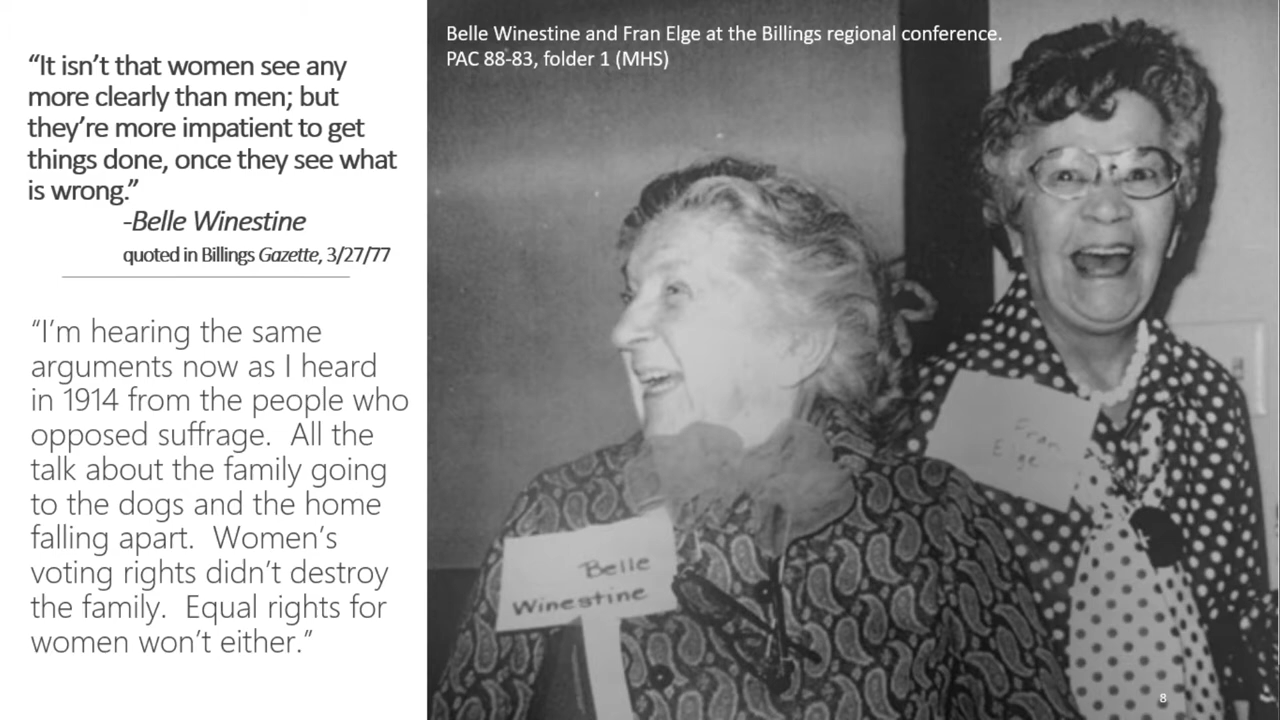 “It isn’t that women see any
more clearly than men; but
they’re more impatient to get
things done, once they see what
is wrong.”
-Belle Winestine
quoted in Billings Gazette, 3/27/77
“I’m hearing the same
arguments now as I heard
in 1914 from the people who
opposed suffrage.  All the
talk about the family going
to the dogs and the home
falling apart.  Women’s
voting rights didn’t destroy
the family.  Equal rights for
women won’t either.”
Belle Winestine and Fran Elge at the Billings regional conference.
PAC 88-83, folder 1 (MHS)
Fran
Elge
Belle
Winestine
8